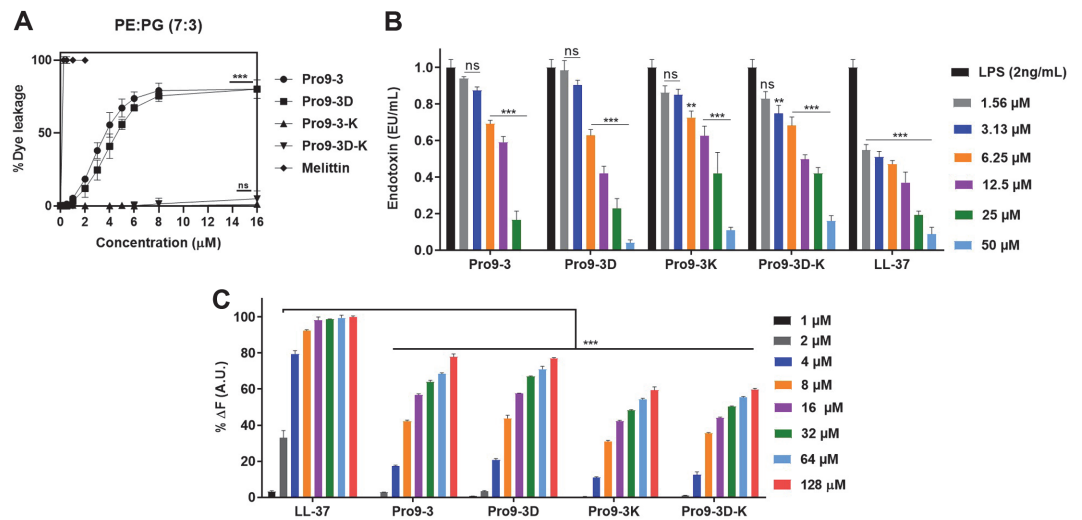 A
PE:PG (7:3)
% Dye leakage
100
50
0
0 2 4 6 8 10 12 14 16
Concentration (μM)
***
ns
Pro9-3
Pro9-3D
Pro9-3-K
Pro9-3D-K
Melittin
B
Endotoxin (EU/mL)
1.0
0.8
0.6
0.4
0.2
0.0
ns ns ns ns
** **
*** *** *** *** ***
Pro9-3 Pro9-3D Pro9-3K Pro9-3D-K LL-37
LPS (2ng/mL)
1.56 μM
3.13 μM
6.25 μM
12.5 μM
25 μM
50 μM
C
% ΔF (A.U.)
100
80
60
40
20
0
***
LL-37 Pro9-3 Pro9-3D Pro9-3K Pro9-3D-K
1 μM
2 μM
4 μM
8 μM
16 μM
32 μM
64 μM
128 μM